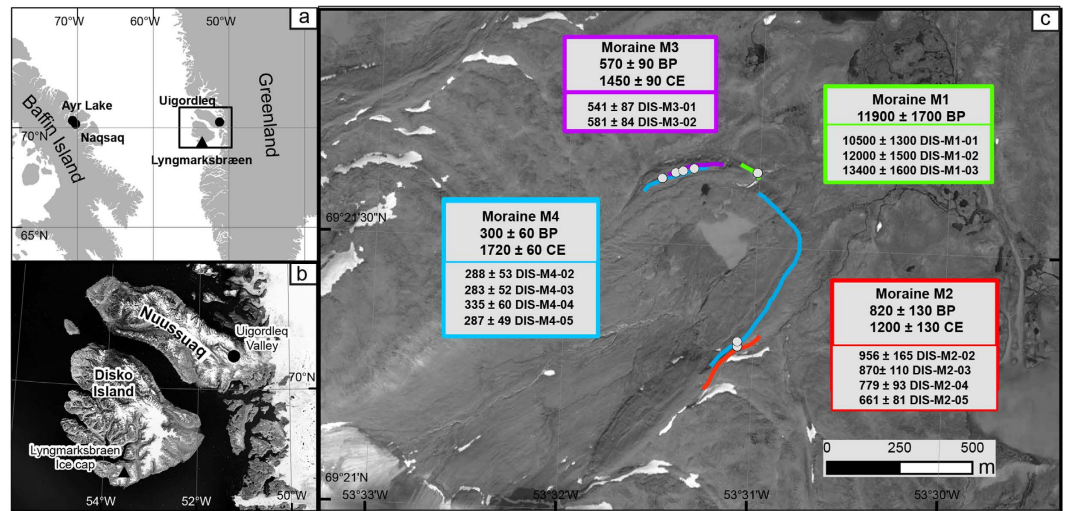 70°W
60°W
50°W
a
Baffin Island
Ayr Lake
Naqsaq
70°N
Uigordleq
Lyngmarksbræen
Greenland
65°N
b
Nuussuaq
Uigordleq
Valley
70°N
Disko
Island
Lyngmarksbraen
Ice cap
54°W
52°W
50°W
c
Moraine M3
570 ± 90 BP
1450 ± 90 CE
541 ± 87 DIS-M3-01
581 ± 84 DIS-M3-02
Moraine M1
11900 ± 1700 BP
10500 ± 1300 DIS-M1-01
12000 ± 1500 DIS-M1-02
13400 ± 1600 DIS-M1-03
69°21'30"N
Moraine M4
300 ± 60 BP
1720 ± 60 CE
288 ± 53 DIS-M4-02
283 ± 52 DIS-M4-03
335 ± 60 DIS-M4-04
287 ± 49 DIS-M4-05
Moraine M2
820 ± 130 BP
1200 ± 130 CE
956 ± 165 DIS-M2-02
870± 110 DIS-M2-03
779 ± 93 DIS-M2-04
661 ± 81 DIS-M2-05
0 250 500
m
69°21'N
53°33'W
53°32'W
53°31'W
53°30'W